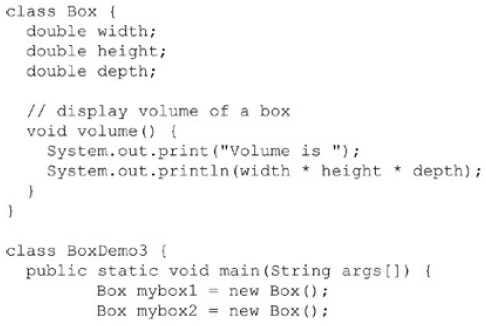 class Box {
double width;
double height;
double depth;
// display volume of a box
void volume() {
System.out.print("Volume is ");
System.out.println(width * height * depth);
}
}
class BoxDemo3 {
public static void main(String args[]) {
Box mybox1 = new Box();
Box mybox2 = new Box();